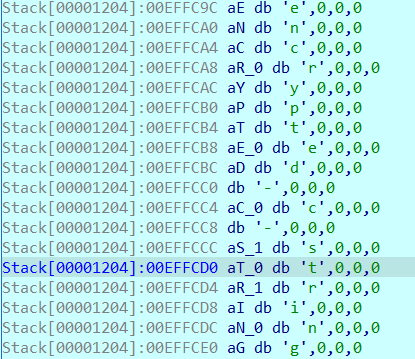 Stack[00001204]:00EFFC9C aE db 'e',0,0,0
Stack[00001204]:00EFFCA0 aN db 'n',0,0,0
Stack[00001204]:00EFFCA4 aC db 'c',0,0,0
Stack[00001204]:00EFFCA8 aR_0 db 'r',0,0,0
Stack[00001204]:00EFFCAC aY db 'y',0,0,0
Stack[00001204]:00EFFCB0 aP db 'p',0,0,0
Stack[00001204]:00EFFCB4 aT db 't',0,0,0
Stack[00001204]:00EFFCB8 aE_0 db 'e',0,0,0
Stack[00001204]:00EFFCBC aD db 'd',0,0,0
Stack[00001204]:00EFFCC0 db '-',0,0,0
Stack[00001204]:00EFFCC4 aC_0 db 'c',0,0,0
Stack[00001204]:00EFFCC8 db '-',0,0,0
Stack[00001204]:00EFFCCC aS_1 db 's',0,0,0
Stack[00001204]:00EFFCD0 aT_0 db 't',0,0,0
Stack[00001204]:00EFFCD4 aR_1 db 'r',0,0,0
Stack[00001204]:00EFFCD8 aI db 'i',0,0,0
Stack[00001204]:00EFFCDC aN_0 db 'n',0,0,0
Stack[00001204]:00EFFCE0 aG db 'g',0,0,0